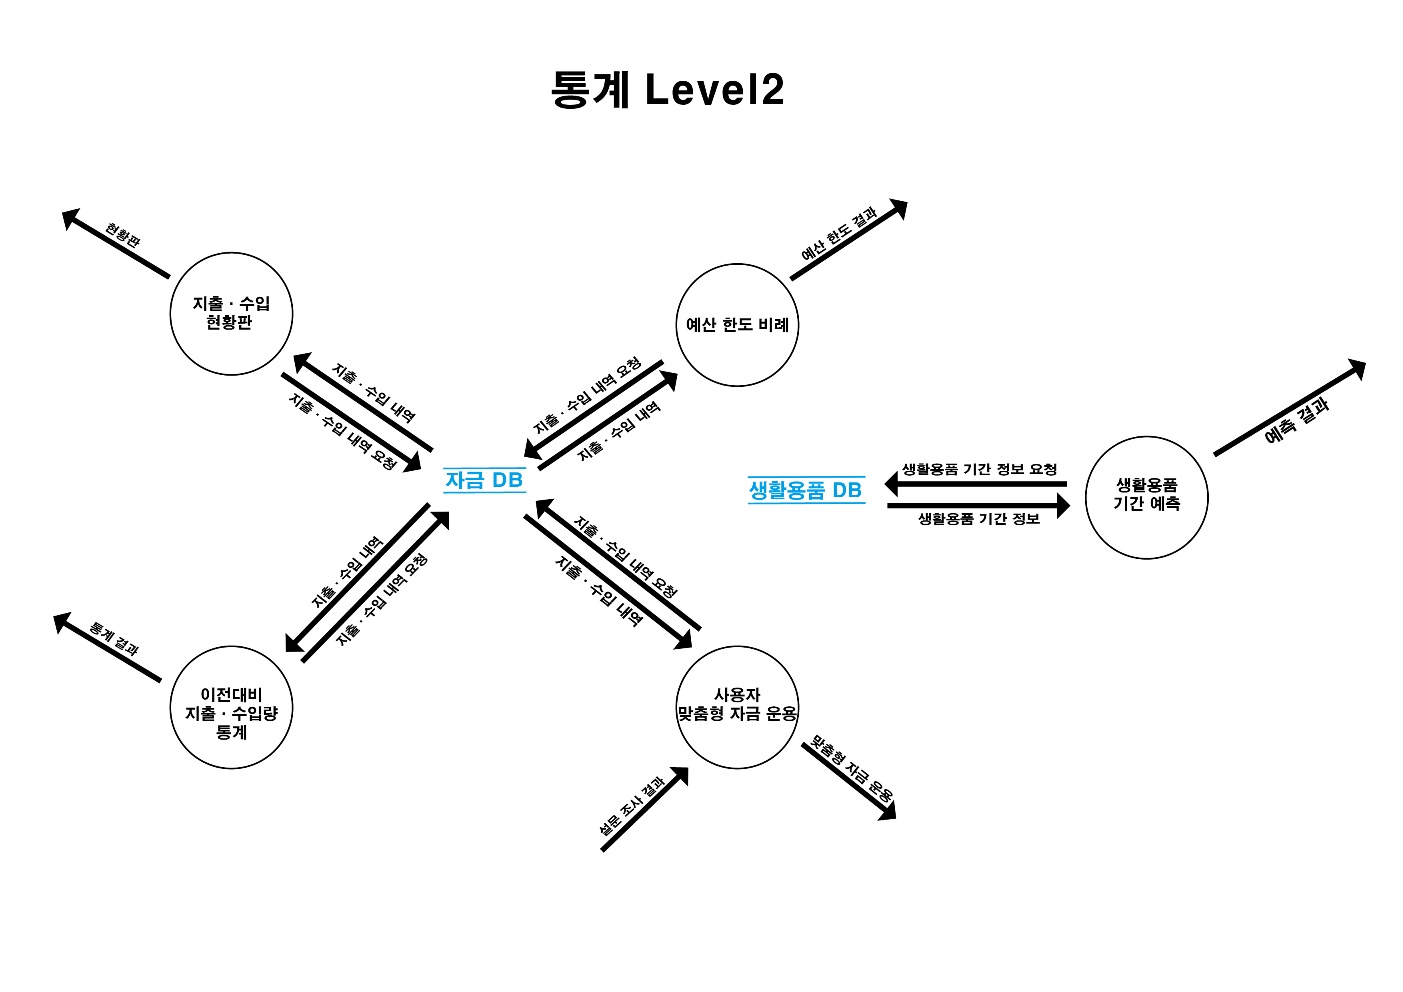 통계 Level2
현황판
지출 · 수입
현황판
지출 · 수입 내역
지출 · 수입 내역 요청
예산 한도 결과
예산 한도 비례
지출 · 수입 내역 요청
지출 · 수입 내역
자금 DB
생활용품 DB
생활용품 기간 정보 요청
생활용품 기간 정보
생활용품
기간 예측
예측 결과
지출 · 수입 내역
지출 · 수입 내역 요청
지출 · 수입 내역 요청
지출 · 수입 내역
통계 결과
이전대비
지출 · 수입량
통계
사용자
맞춤형 자금 운용
설문 조사 결과
맞춤형 자금 운용